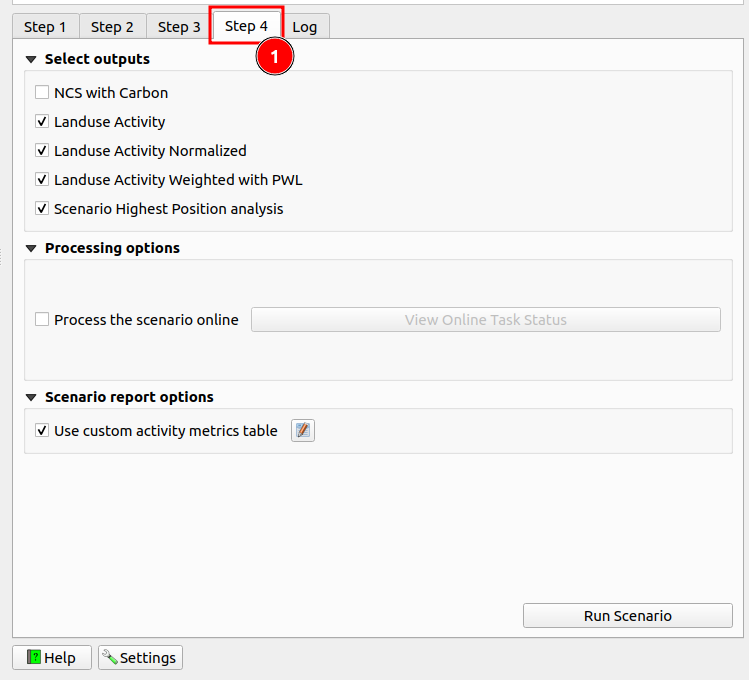 Step 1 Step 2 Step 3 Step 4 Log
1
Select outputs
NCS with Carbon
Landuse Activity
Landuse Activity Normalized
Landuse Activity Weighted with PWL
Scenario Highest Position analysis
Processing options
Process the scenario online View Online Task Status
Scenario report options
Use custom activity metrics table
Run Scenario
? Help Settings